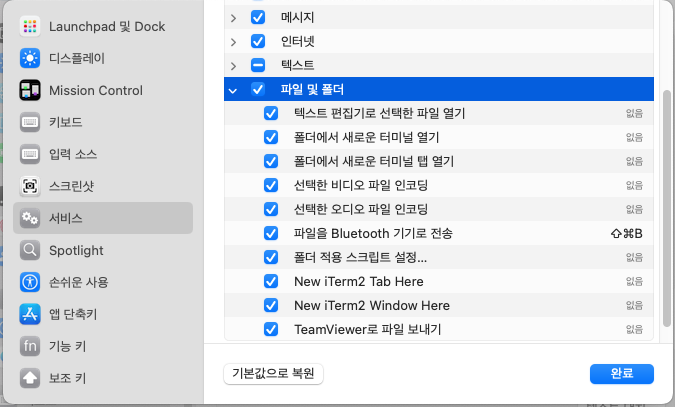 Launchpad 및 Dock
디스플레이
Mission Control
키보드
입력 소스
스크린샷
서비스
Spotlight
손쉬운 사용
앱 단축키
fn 기능 키
보조 키
메시지
인터넷
텍스트
파일 및 폴더
텍스트 편집기로 선택한 파일 열기 없음
폴더에서 새로운 터미널 열기 없음
폴더에서 새로운 터미널 탭 열기 없음
선택한 비디오 파일 인코딩 없음
선택한 오디오 파일 인코딩 없음
파일을 Bluetooth 기기로 전송 ⇧⌘B
폴더 적용 스크립트 설정... 없음
New iTerm2 Tab Here 없음
New iTerm2 Window Here 없음
TeamViewer로 파일 보내기 없음
기본값으로 복원 완료